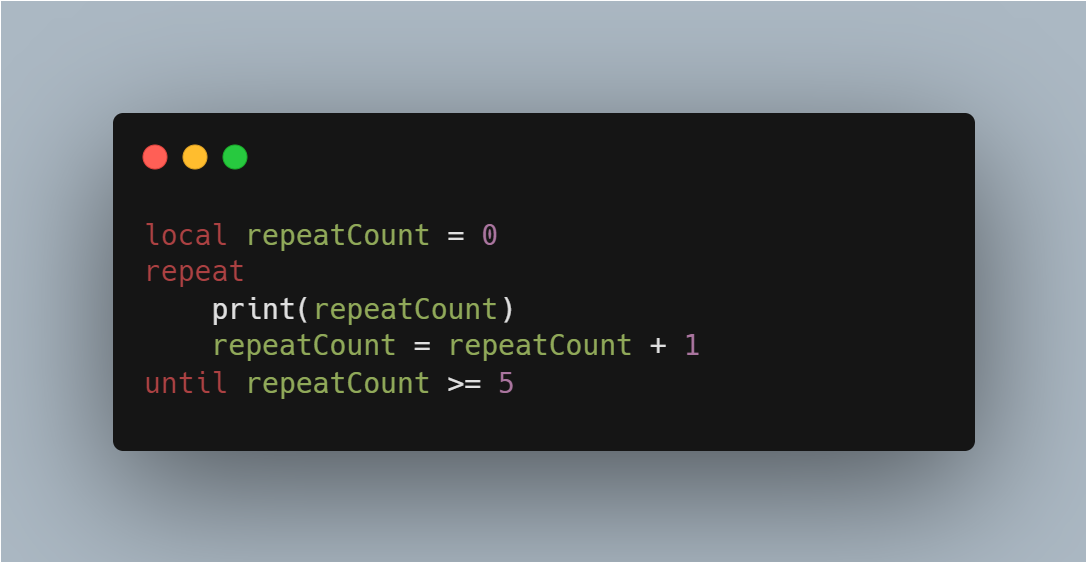 local repeatCount = 0
repeat
    print(repeatCount)
    repeatCount = repeatCount + 1
until repeatCount >= 5